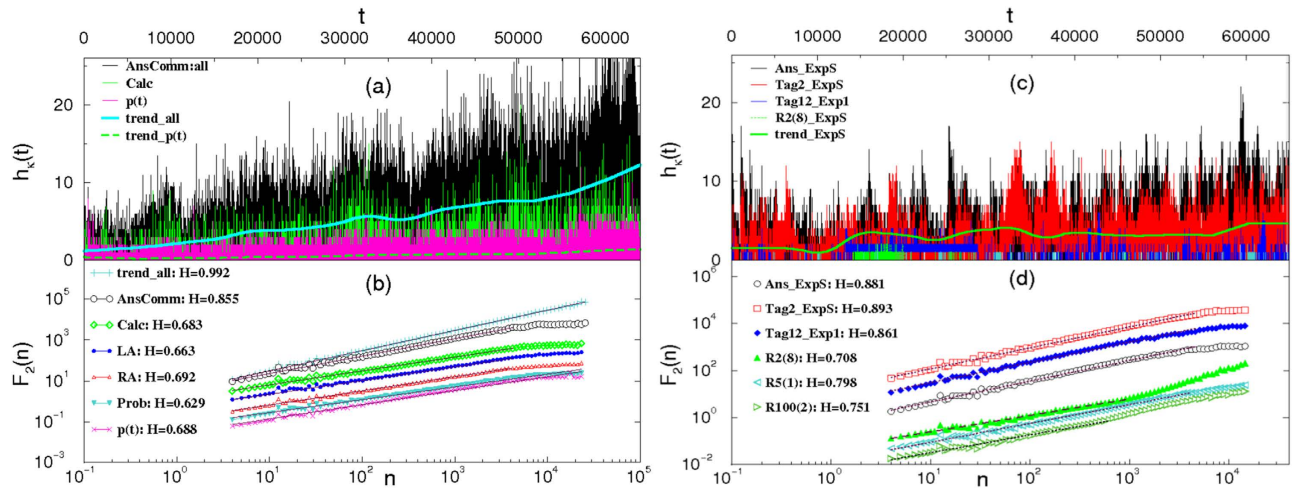 t
0 10000 20000 30000 40000 50000 60000
AnsComm:all
Calc
p(t)
trend_all
trend_p(t)
(a)
20
10
0
hκ(t)
trend_all: H=0.992
AnsComm: H=0.855
Calc: H=0.683
LA: H=0.663
RA: H=0.692
Prob: H=0.629
p(t): H=0.688
(b)
10^5
10^3
10^1
10^-1
10^-3
F2(n)
10^-1 10^0 10^1 10^2 10^3 10^4 10^5
n
t
0 10000 20000 30000 40000 50000 60000
Ans_ExpS
Tag2_ExpS
Tag12_Exp1
R2(8)_ExpS
trend_ExpS
(c)
20
10
0
hκ(t)
Ans_ExpS: H=0.881
Tag2_ExpS: H=0.893
Tag12_Exp1: H=0.861
R2(8): H=0.708
R5(1): H=0.798
R100(2): H=0.751
(d)
10^6
10^4
10^2
10^0
10^-2
F2(n)
10^-1 10^0 10^1 10^2 10^3 10^4
n